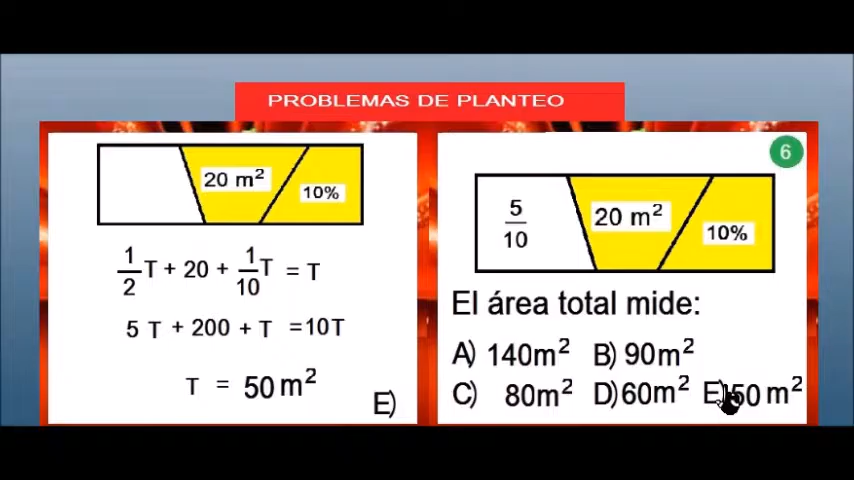 PROBLEMAS DE PLANTEO
20 m²
10%
1/2 T + 20 + 1/10 T = T
5 T + 200 + T = 10T
T = 50 m²
E)
6
5/10
20 m²
10%
El área total mide:
A) 140m² B) 90m²
C) 80m² D) 60m² E) 50 m²